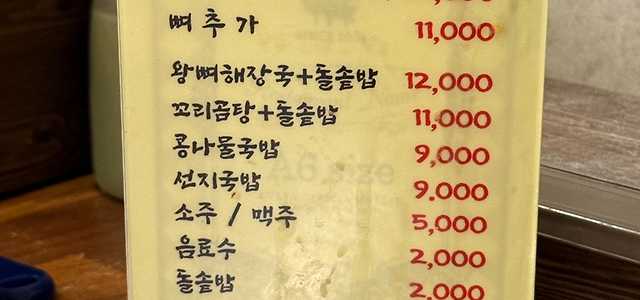 뼈추가 11,000
왕뼈해장국+돌솥밥 12,000
꼬리곰탕+돌솥밥 11,000
콩나물국밥 9,000
선지국밥 9.000
소주 / 맥주 5,000
음료수 2,000
돌솥밥 2.000
A6 size